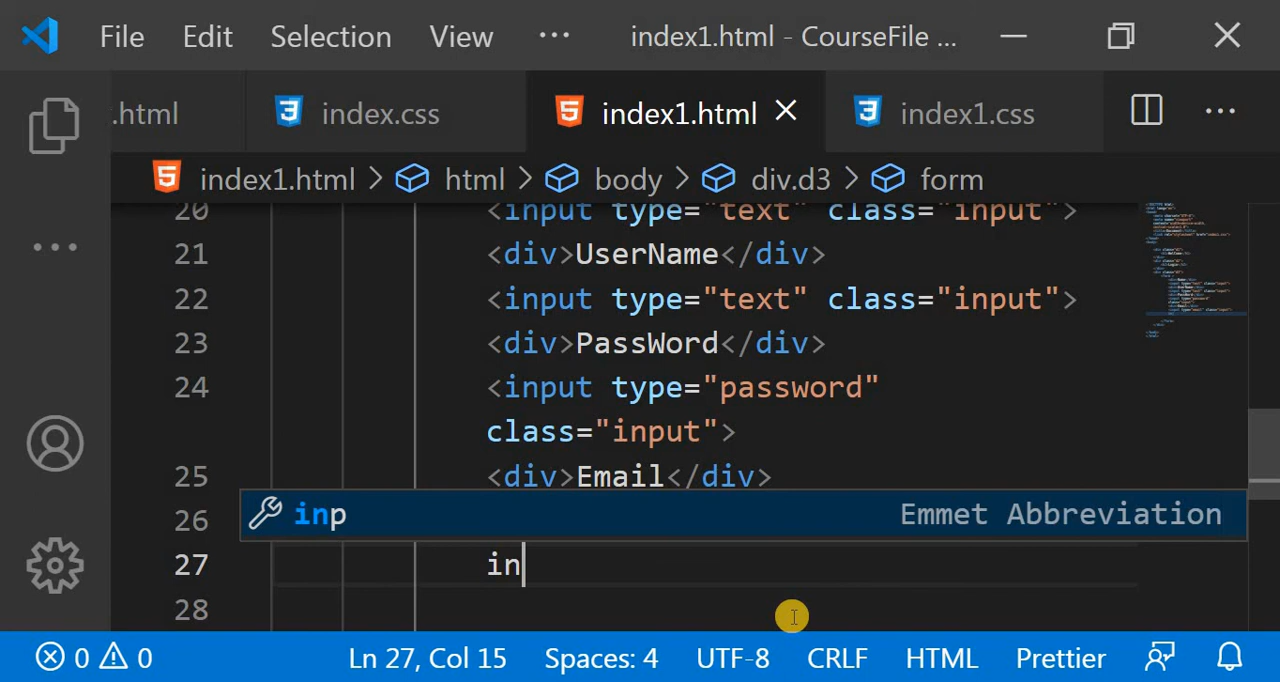 File Edit Selection View ··· index1.html - CourseFile ...
.html index.css index1.html index1.css ···
index1.html > html > body > div.d3 > form
20 <input type="text" class="input">
21 <div>UserName</div>
22 <input type="text" class="input">
23 <div>PassWord</div>
24 <input type="password"
class="input">
25 <div>Email</div>
26 inp Emmet Abbreviation
27 in
28
0 0 Ln 27, Col 15 Spaces: 4 UTF-8 CRLF HTML Prettier